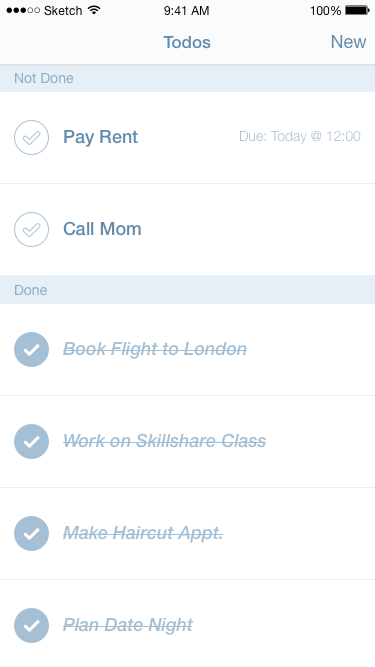 Sketch 9:41 AM 100%
Todos New
Not Done
Pay Rent Due: Today @ 12:00
Call Mom
Done
Book Flight to London
Work on Skillshare Class
Make Haircut Appt.
Plan Date Night